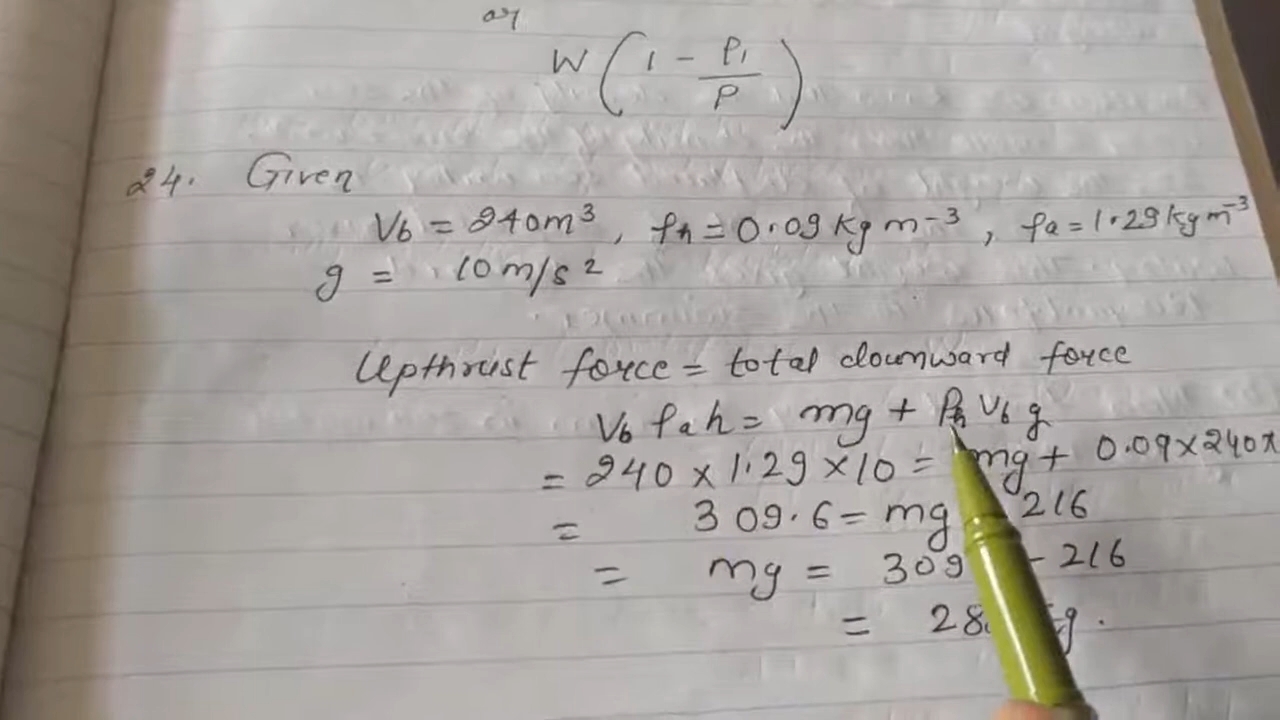 or
W(1 - ρ₁/ρ)
24. Given
Vb = 240m³, ρh = 0.09 kg m⁻³, ρa = 1.29 kg m⁻³
g = 10 m/s²
Upthrust force = total downward force
Vb ρa h = mg + ρh Vb g
= 240 × 1.29 × 10 = mg + 0.09 × 240 ×
= 309.6 = mg 216
= mg = 309 - 216
= 28 g.